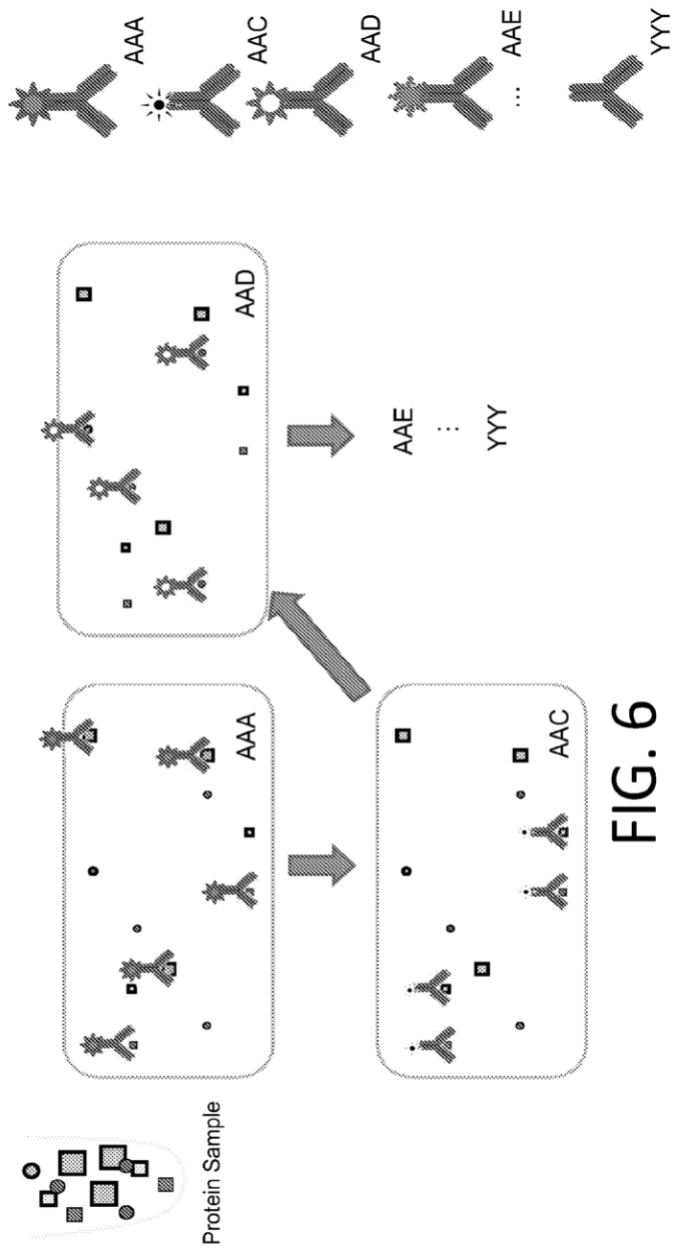 Protein Sample
AAA
AAC
AAD
AAE
⋮
YYY
AAA
AAC
AAD
AAE
...
YYY
FIG. 6